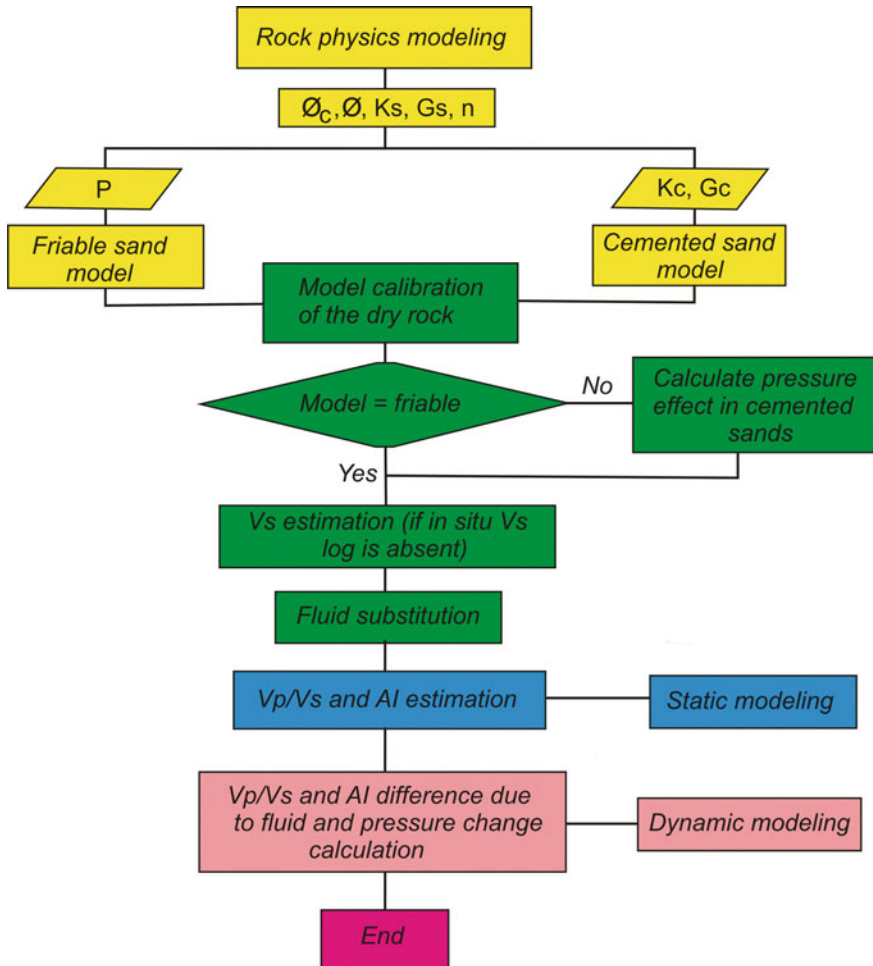 Rock physics modeling
Øc,Ø, Ks, Gs, n
P
Kc, Gc
Friable sand
model
Cemented sand
model
Model calibration
of the dry rock
Model = friable
No
Calculate pressure
effect in cemented
sands
Yes
Vs estimation (if in situ Vs
log is absent)
Fluid substitution
Vp/Vs and AI estimation
Static modeling
Vp/Vs and AI difference due
to fluid and pressure change
calculation
Dynamic modeling
End